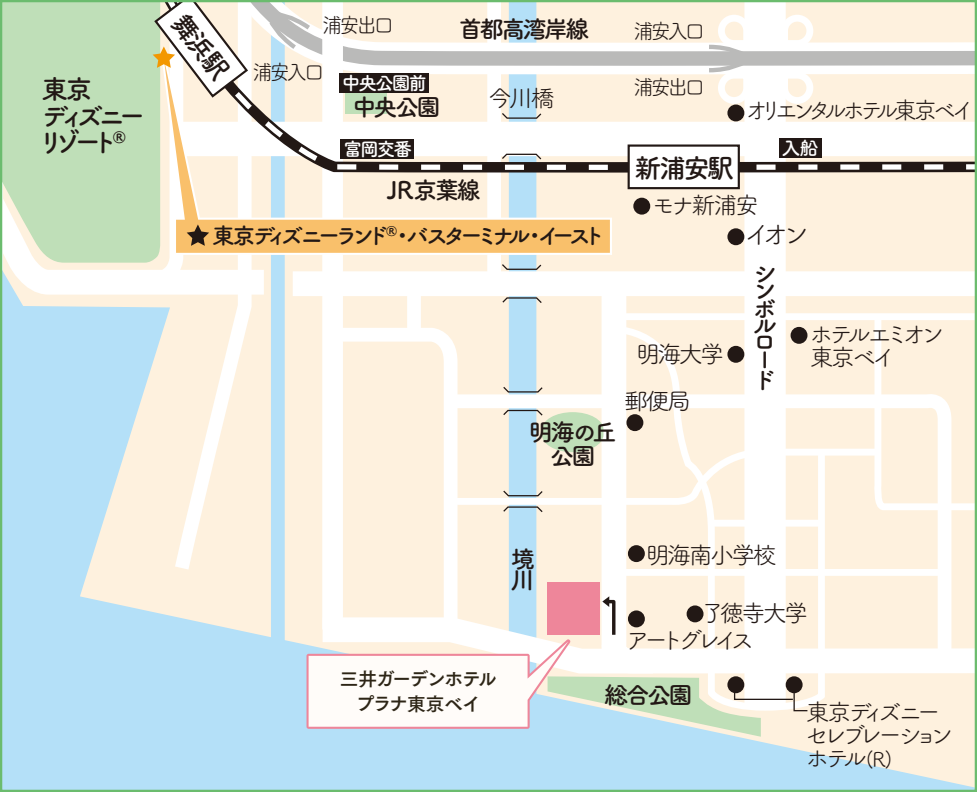 舞浜駅
浦安出口
首都高湾岸線
浦安入口
浦安入口
浦安出口
東京
ディズニー
リゾート®
中央公園前
中央公園
今川橋
オリエンタルホテル東京ベイ
富岡交番
新浦安駅
入船
JR京葉線
モナ新浦安
★東京ディズニーランド®・バスターミナル・イースト
イオン
シンボルロード
ホテルエミオン
東京ベイ
明海大学
郵便局
明海の丘
公園
境川
明海南小学校
了徳寺大学
アートグレイス
三井ガーデンホテル
プラナ東京ベイ
総合公園
東京ディズニー
セレブレーション
ホテル(R)